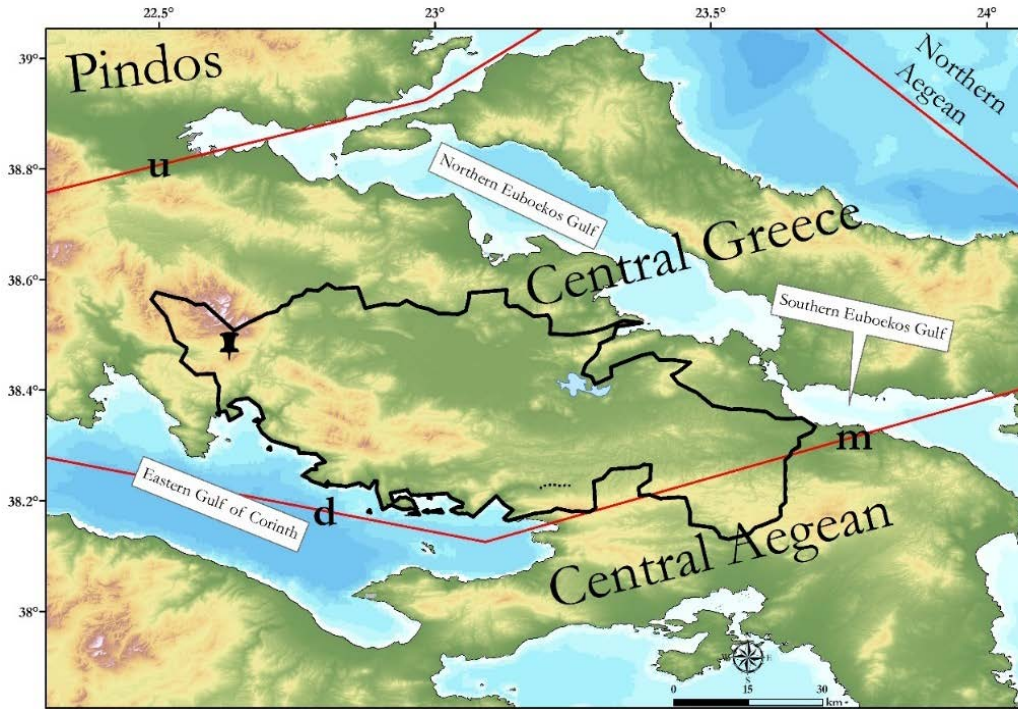 22.5° 23° 23.5° 24°
39°
Pindos
Northern
Aegean
u
38.8°
Northern Euboekos Gulf
Central Greece
38.6°
Southern Euboekos
Gulf
38.4°
m
Eastern Gulf
of Corinth
d
38.2°
Central Aegean
38°
N
W E
S
0 15 30
km